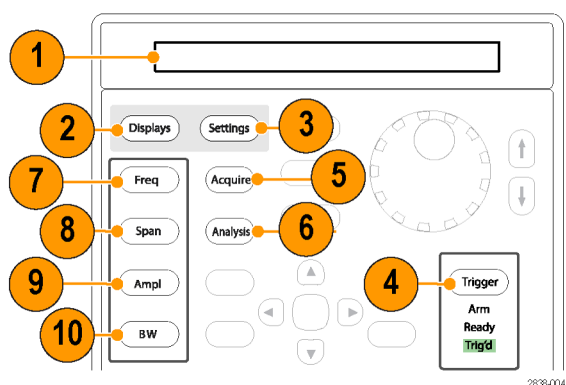 1
2
Displays
Settings
3
7
Freq
Acquire
5
8
Span
Analysis
6
9
Ampl
4
Trigger
10
BW
Arm
Ready
Trig'd
2838-004